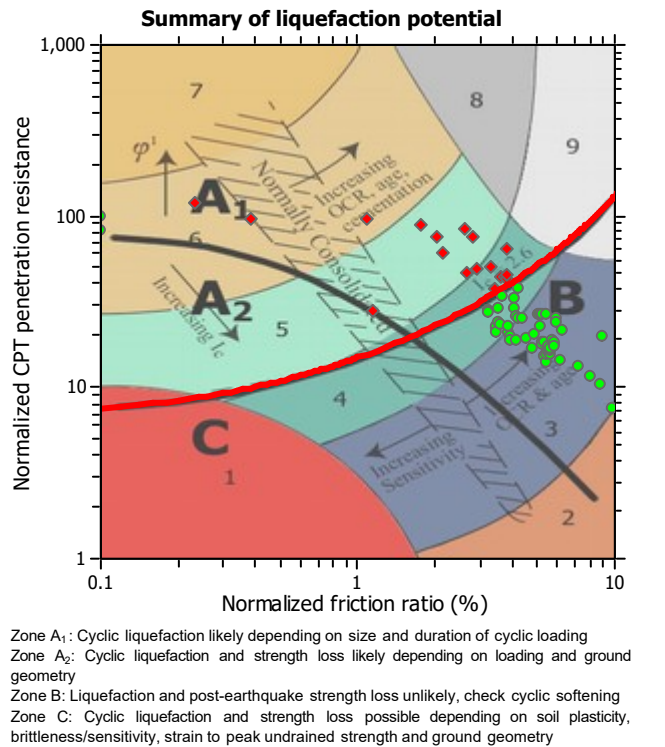 Summary of liquefaction potential
1,000
7
8
9
φ'
Increasing
OCR, age,
cementation
A1
Normally Consolidated
100
6
2.6
A2
Increasing Ic
5
B
10
4
Increasing
OCR & age
C
Increasing
Sensitivity
3
1
2
1
0.1
1
10
Normalized CPT penetration resistance
Normalized friction ratio (%)
Zone A1: Cyclic liquefaction likely depending on size and duration of cyclic loading
Zone A2: Cyclic liquefaction and strength loss likely depending on loading and ground
geometry
Zone B: Liquefaction and post-earthquake strength loss unlikely, check cyclic softening
Zone C: Cyclic liquefaction and strength loss possible depending on soil plasticity,
brittleness/sensitivity, strain to peak undrained strength and ground geometry